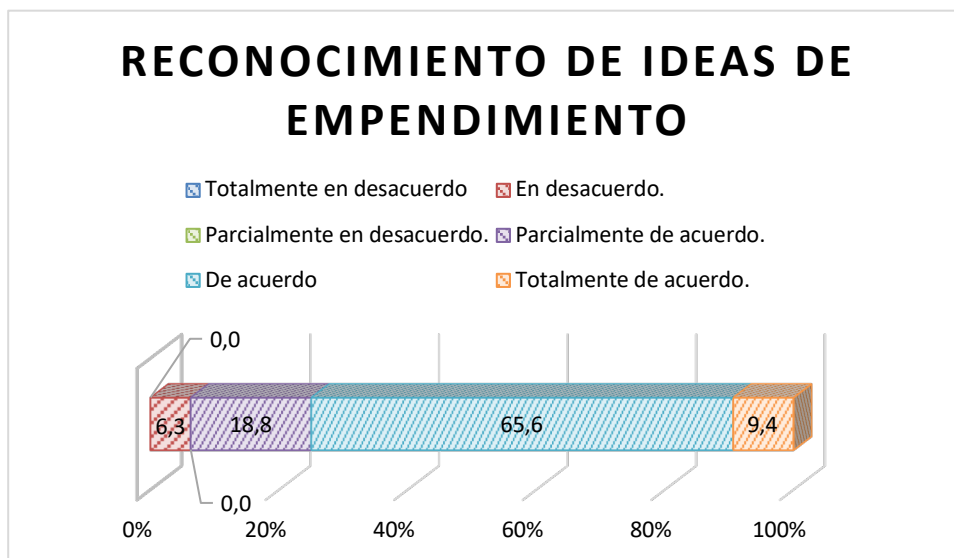 RECONOCIMIENTO DE IDEAS DE
EMPENDIMIENTO
Totalmente en desacuerdo En desacuerdo.
Parcialmente en desacuerdo. Parcialmente de acuerdo.
De acuerdo Totalmente de acuerdo.
0,0
6,3 18,8 65,6 9,4
0,0
0% 20% 40% 60% 80% 100%